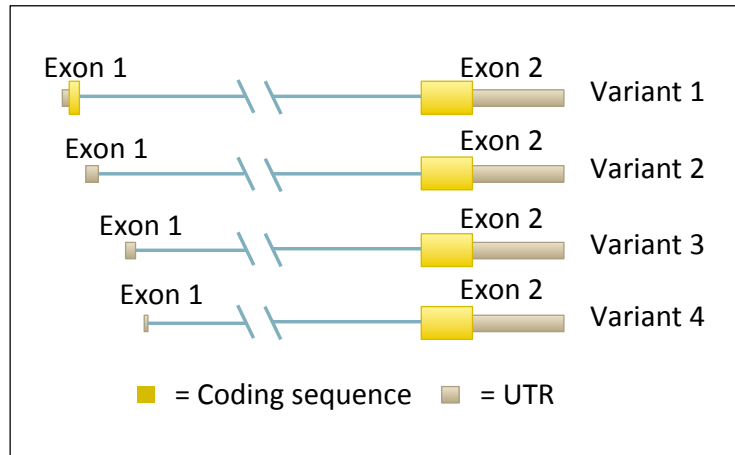 Exon 1
Exon 2
Variant 1
Exon 1
Exon 2
Variant 2
Exon 1
Exon 2
Variant 3
Exon 1
Exon 2
Variant 4
= Coding sequence
= UTR